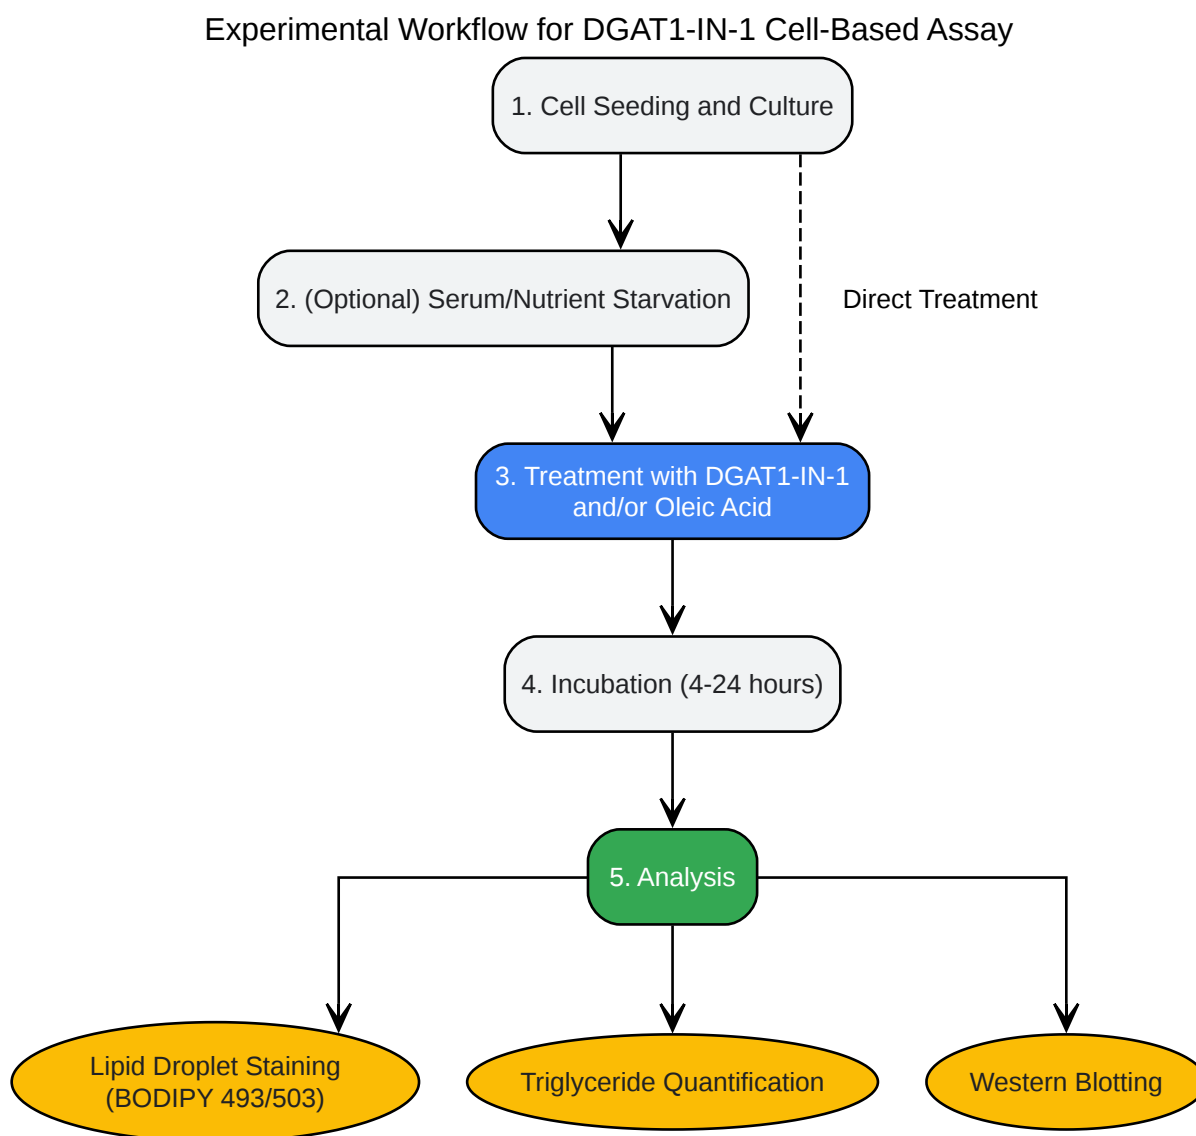 Experimental Workflow for DGAT1-IN-1 Cell-Based Assay
1. Cell Seeding and Culture
2. (Optional) Serum/Nutrient Starvation
Direct Treatment
3. Treatment with DGAT1-IN-1
and/or Oleic Acid
4. Incubation (4-24 hours)
5. Analysis
Lipid Droplet Staining
(BODIPY 493/503)
Triglyceride Quantification
Western Blotting